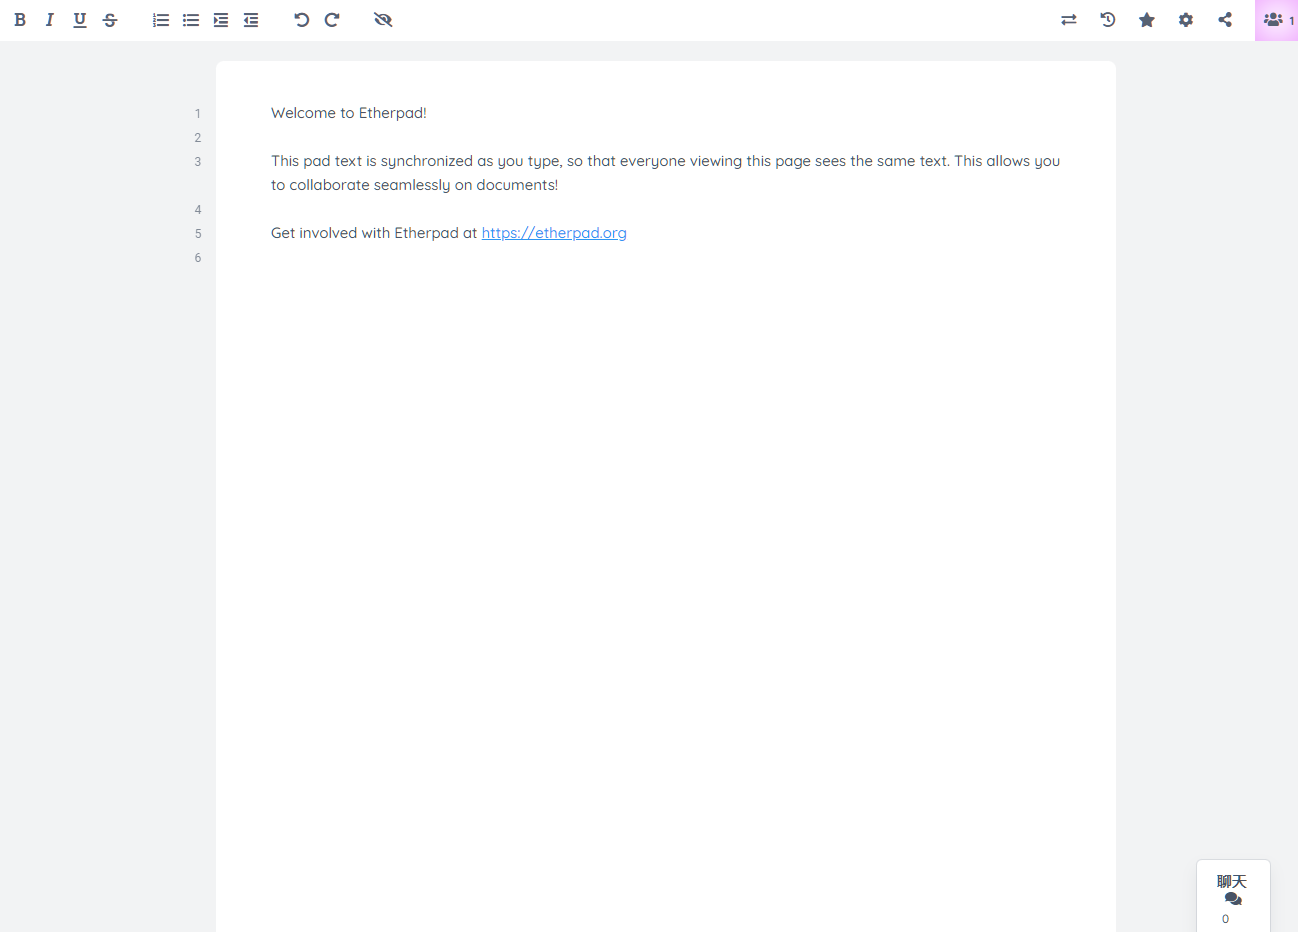 1
1
Welcome to Etherpad!
2
3
This pad text is synchronized as you type, so that everyone viewing this page sees the same text. This allows you
to collaborate seamlessly on documents!
4
5
Get involved with Etherpad at https://etherpad.org
6
聊天
0